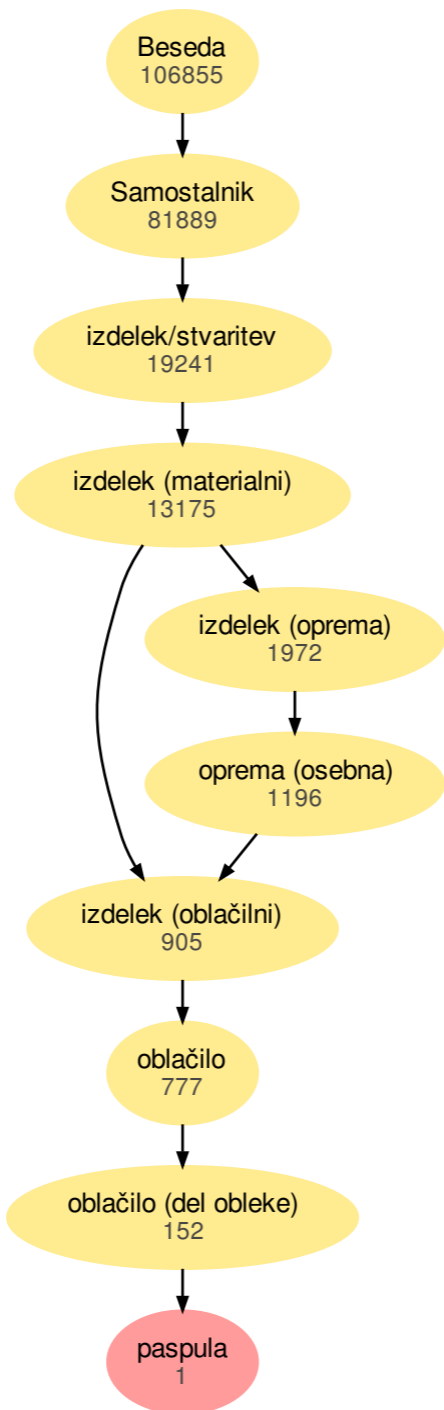 Beseda
106855
Samostalnik
81889
izdelek/stvaritev
19241
izdelek (materialni)
13175
izdelek (oprema)
1972
oprema (osebna)
1196
izdelek (oblačilni)
905
oblačilo
777
oblačilo (del obleke)
152
paspula
1